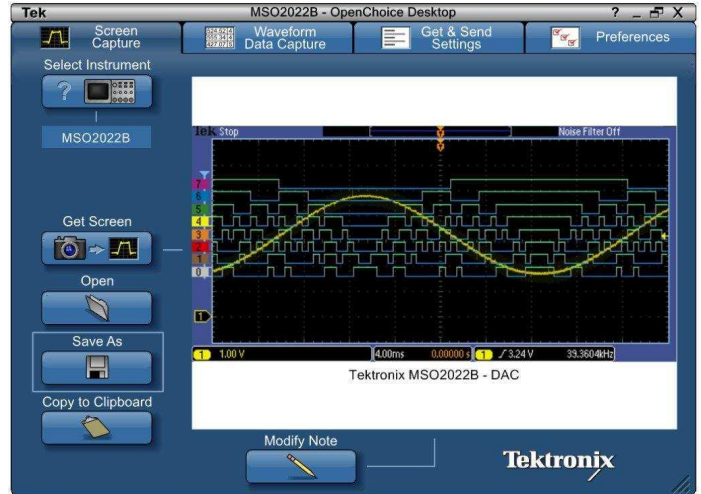 Tek
MSO2022B - OpenChoice Desktop
? _ X
Screen
Capture
Waveform
Data Capture
Get & Send
Settings
Preferences
Select Instrument
?
MSO2022B
Get Screen
Open
Save As
Copy to Clipboard
Tek Stop
Noise Filter Off
7
6
5
4
3
2
1
0
1
1 1.00 V
4.00ms
0.00000 s
1
3.24 V
39.3604kHz
Tektronix MSO2022B - DAC
Modify Note
Tektronix